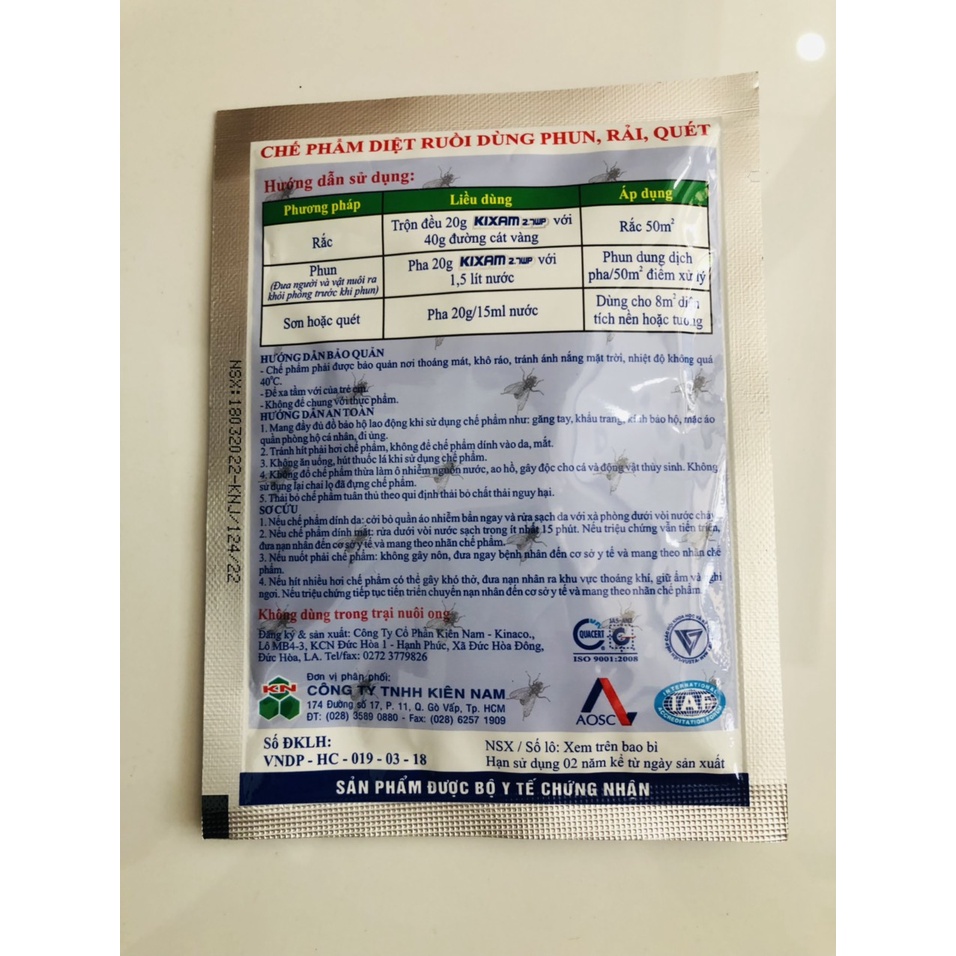 CHẾ PHẨM DIỆT RUỒI DÙNG PHUN, RẢI, QUÉT
Hướng dẫn sử dụng:
Phương pháp Liều dùng Áp dụng
Rắc Trộn đều 20g KIXAM 2.7WP với 40g đường cát vàng Rắc 50m²
Phun (Đưa người và vật nuôi ra khỏi phòng trước khi phun) Pha 20g KIXAM 2.7WP với 1,5 lít nước Phun dung dịch pha/50m² điểm xử lý
Sơn hoặc quét Pha 20g/15ml nước Dùng cho 8m² diện tích nền hoặc tường
HƯỚNG DẪN BẢO QUẢN
- Chế phẩm phải được bảo quản nơi thoáng mát, khô ráo, tránh ánh nắng mặt trời, nhiệt độ không quá
40°C.
- Để xa tầm với của trẻ em.
- Không để chung với thực phẩm.
HƯỚNG DẪN AN TOÀN
1. Mang đầy đủ đồ bảo hộ lao động khi sử dụng chế phẩm như: găng tay, khẩu trang, kính bảo hộ, mặc áo
quần phòng hộ cá nhân, đi ủng.
2. Tránh hít phải hơi chế phẩm, không để chế phẩm dính vào da, mắt.
3. Không ăn uống, hút thuốc lá khi sử dụng chế phẩm.
4. Không đổ chế phẩm thừa làm ô nhiễm nguồn nước, ao hồ, gây độc cho cá và động vật thủy sinh. Không
sử dụng lại chai lọ đã đựng chế phẩm.
5. Thải bỏ chế phẩm tuân thủ theo qui định thải bỏ chất thải nguy hại.
SƠ CỨU
1. Nếu chế phẩm dính da: cởi bỏ quần áo nhiễm bẩn ngay và rửa sạch da với xà phòng dưới vòi nước chảy.
2. Nếu chế phẩm dính mắt: rửa dưới vòi nước sạch trong ít nhất 15 phút. Nếu triệu chứng vẫn tiến triển,
đưa nạn nhân đến cơ sở y tế và mang theo nhãn chế phẩm.
3. Nếu nuốt phải chế phẩm: không gây nôn, đưa ngay bệnh nhân đến cơ sở y tế và mang theo nhãn chế
phẩm.
4. Nếu hít nhiều hơi chế phẩm có thể gây khó thở, đưa nạn nhân ra khu vực thoáng khí, giữ ấm và nghỉ
ngơi. Nếu triệu chứng tiếp tục tiến triển chuyển nạn nhân đến cơ sở y tế và mang theo nhãn chế phẩm.
Không dùng trong trại nuôi ong
Đăng ký & sản xuất: Công Ty Cổ Phần Kiên Nam - Kinaco.,
Lô MB4-3, KCN Đức Hòa 1 - Hạnh Phúc, Xã Đức Hòa Đông,
Đức Hòa, LA. Tel/fax: 0272 3779826
QUACERT
ISO 9001:2008
KN
Đơn vị phân phối:
CÔNG TY TNHH KIÊN NAM
174 Đường số 17, P. 11, Q. Gò Vấp, Tp. HCM
ĐT: (028) 3589 0880 - Fax: (028) 6257 1909
AOSC
INTERNATIONAL
IAF
ACCREDITATION FORUM
Số ĐKLH:
VNDP - HC - 019 - 03 - 18
NSX / Số lô: Xem trên bao bì
Hạn sử dụng 02 năm kể từ ngày sản xuất
SẢN PHẨM ĐƯỢC BỘ Y TẾ CHỨNG NHẬN
NSX:18032022-KNJ/124/22